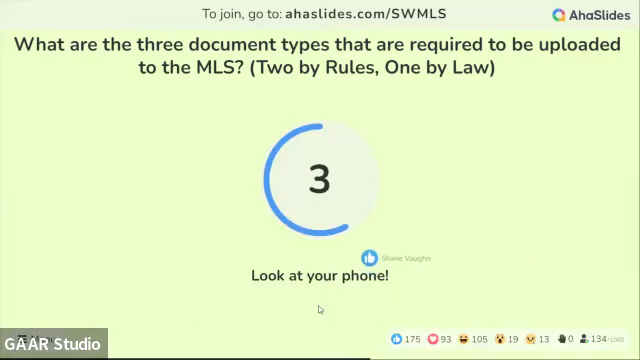 To join, go to: ahaslides.com/SWMLS
AhaSlides
What are the three document types that are required to be uploaded
to the MLS? (Two by Rules, One by Law)
3
Shane Vaughn
Look at your phone!
GAAR Studio
175 93 105 19 13 0 134/1000